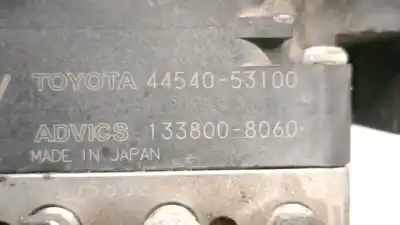 TOYOTA 44540-53100
ADVICS 133800-8060
MADE IN JAPAN